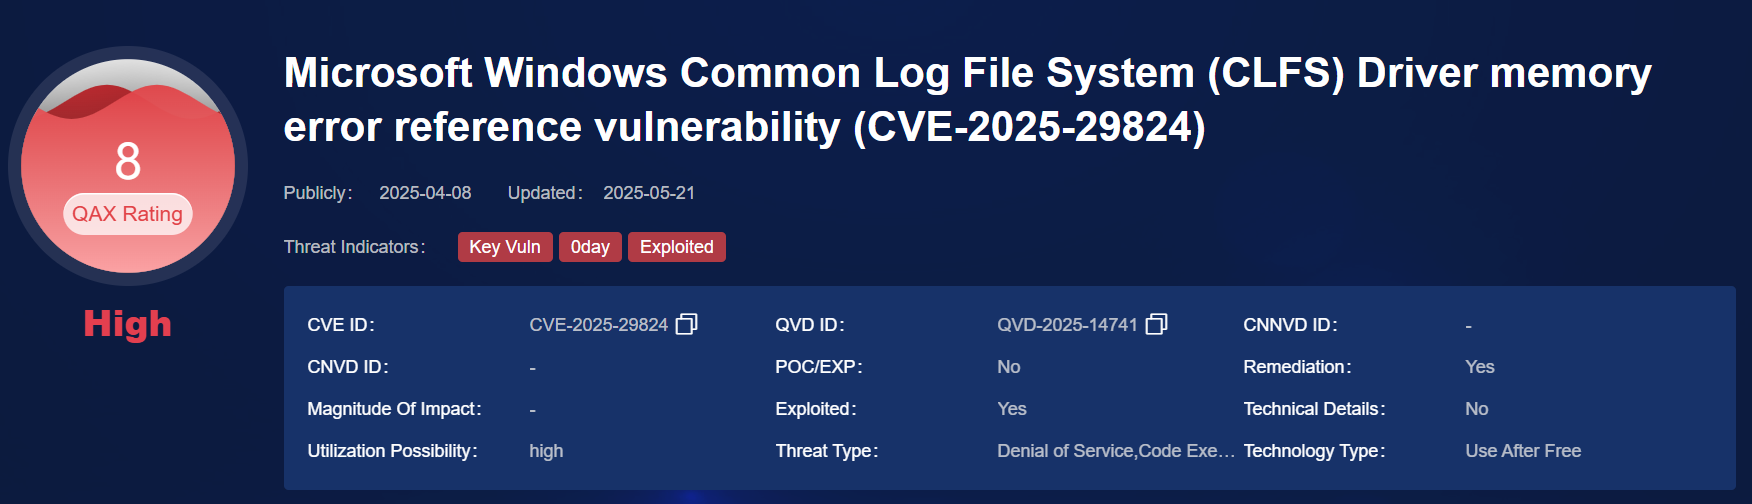 Microsoft Windows Common Log File System (CLFS) Driver memory
error reference vulnerability (CVE-2025-29824)
8
QAX Rating
High
Publicly: 2025-04-08 Updated: 2025-05-21
Threat Indicators: Key Vuln 0day Exploited
CVE ID: CVE-2025-29824 QVD ID: QVD-2025-14741 CNNVD ID: -
CNVD ID: - POC/EXP: No Remediation: Yes
Magnitude Of Impact: - Exploited: Yes Technical Details: No
Utilization Possibility: high Threat Type: Denial of Service,Code Exe... Technology Type: Use After Free